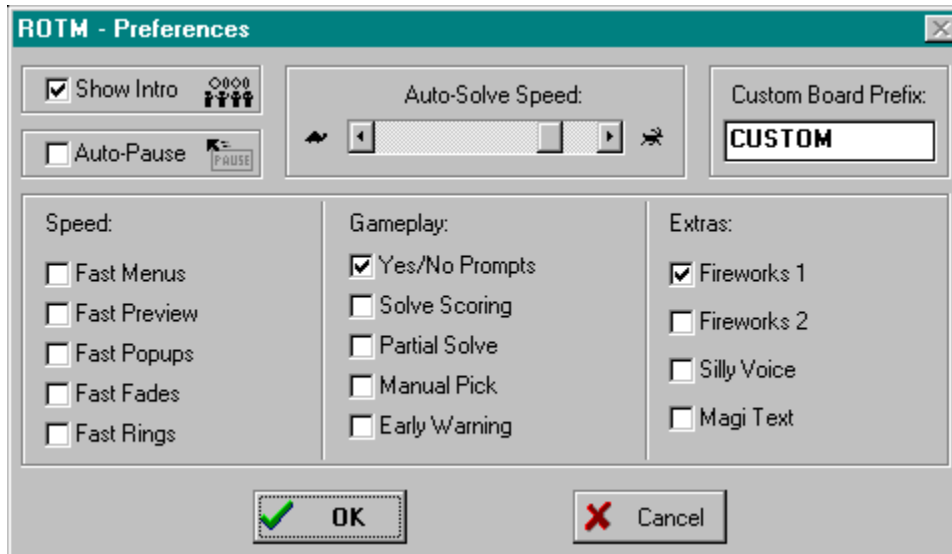 ROTM - Preferences
Show Intro
Auto-Pause
PAUSE
Auto-Solve Speed:
Custom Board Prefix:
CUSTOM
Speed:
Fast Menus
Fast Preview
Fast Popups
Fast Fades
Fast Rings
Gameplay:
Yes/No Prompts
Solve Scoring
Partial Solve
Manual Pick
Early Warning
Extras:
Fireworks 1
Fireworks 2
Silly Voice
Magi Text
OK
Cancel